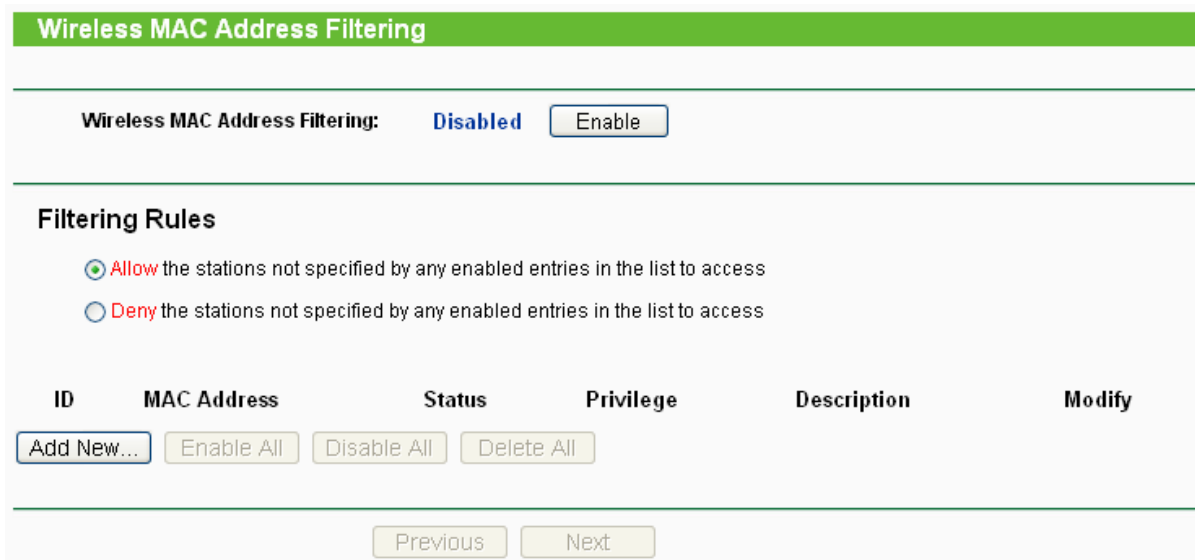 Wireless MAC Address Filtering
Wireless MAC Address Filtering: Disabled Enable
Filtering Rules
Allow the stations not specified by any enabled entries in the list to access
Deny the stations not specified by any enabled entries in the list to access
ID MAC Address Status Privilege Description Modify
Add New... Enable All Disable All Delete All
Previous Next